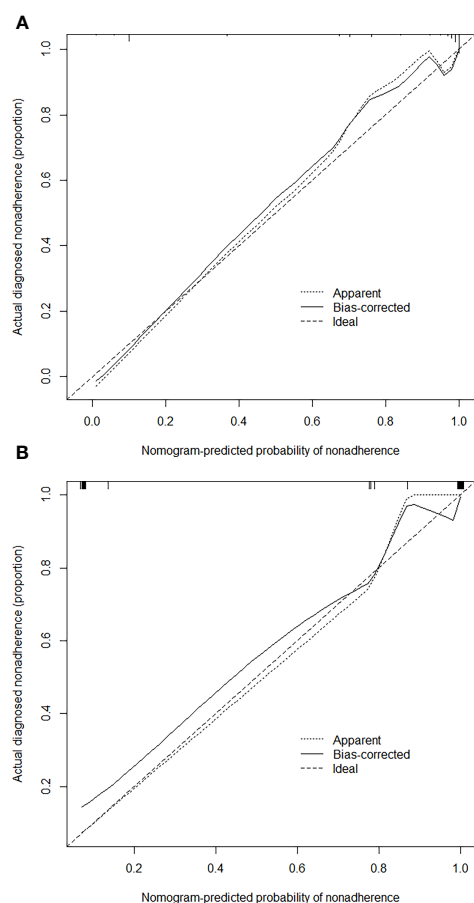 A
Actual diagnosed nonadherence (proportion)
1.0
0.8
0.6
0.4
0.2
0.0
Apparent
Bias-corrected
Ideal
0.0 0.2 0.4 0.6 0.8 1.0
Nomogram-predicted probability of nonadherence
B
Actual diagnosed nonadherence (proportion)
1.0
0.8
0.6
0.4
0.2
Apparent
Bias-corrected
Ideal
0.2 0.4 0.6 0.8 1.0
Nomogram-predicted probability of nonadherence